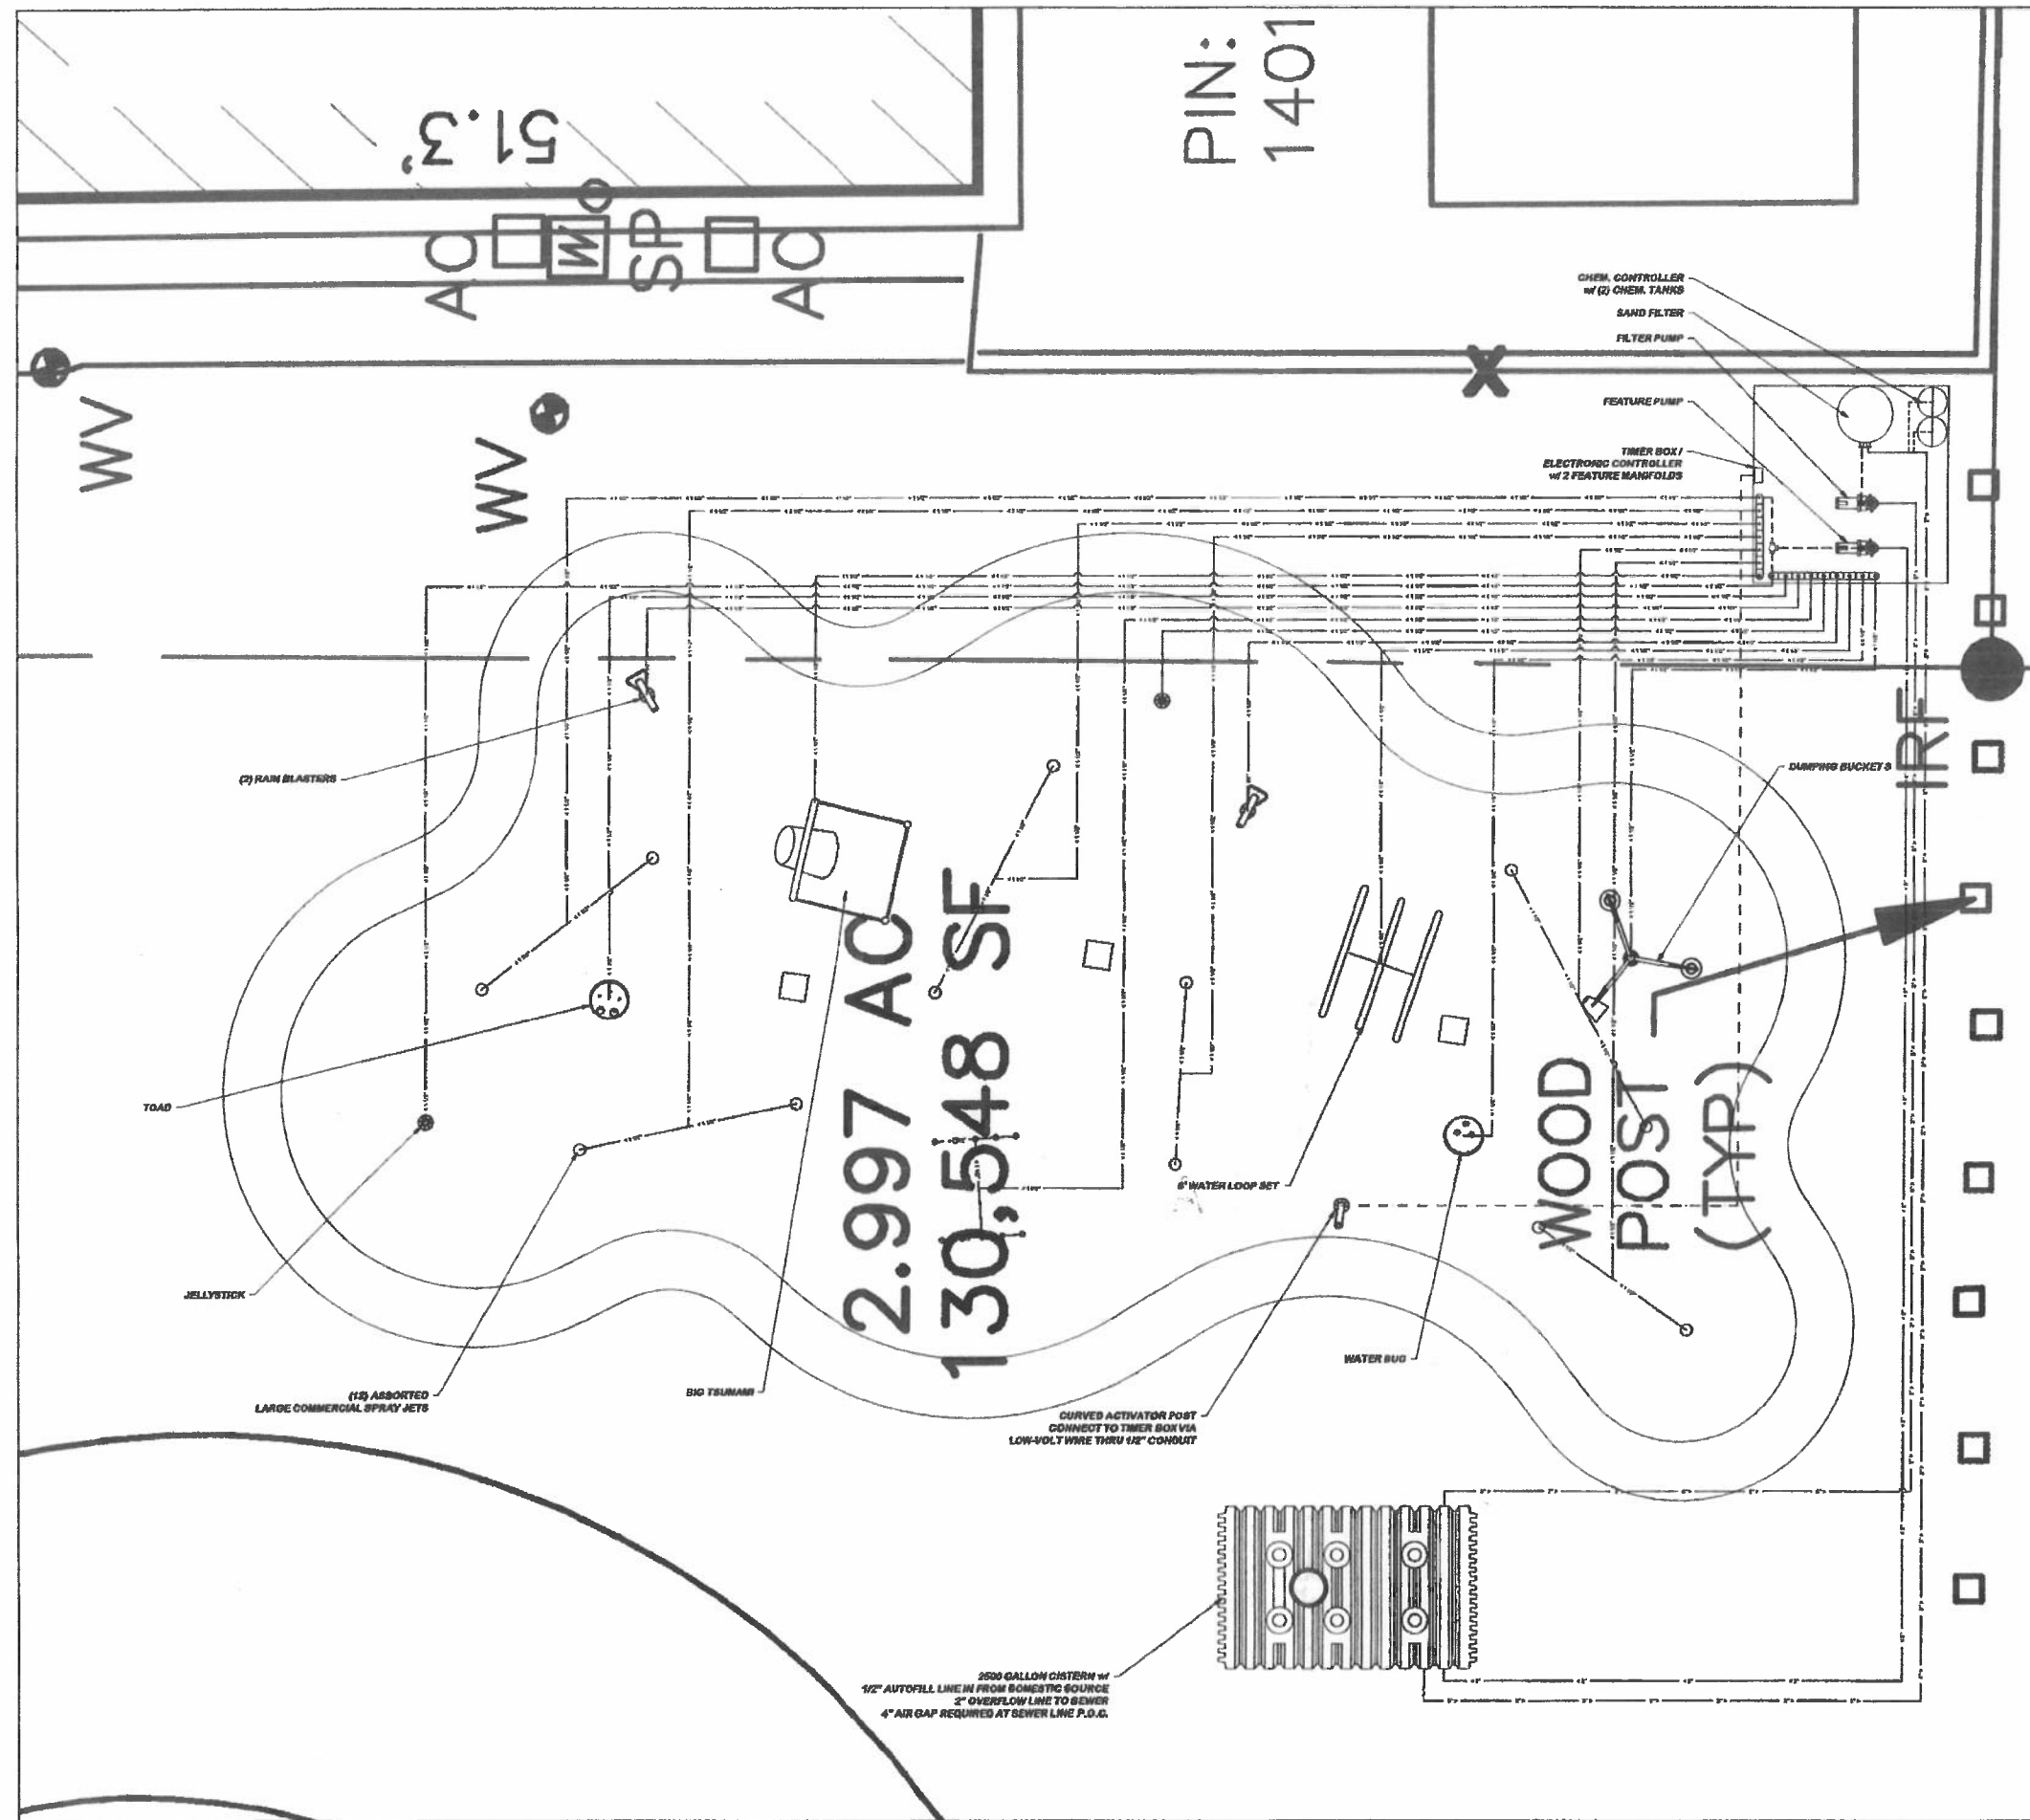 51.3'
PIN:
1401
A C
W
SP
A C
WV
WV
CHEM. CONTROLLER
w/ (2) CHEM. TANKS
SAND FILTER
FILTER PUMP
FEATURE PUMP
TIMER BOX /
ELECTRONIC CONTROLLER
w/ 2 FEATURE MANIFOLDS
(2) RAIN BLASTERS
DUMPING BUCKETS
IRF
TOAD
2.997 AC
130,548 SF
WOOD
POST
(TYP)
6' WATER LOOP SET
JELLYSTICK
WATER BUG
(12) ASSORTED
LARGE COMMERCIAL SPRAY JETS
BIG TSUNAMI
CURVED ACTIVATOR POST
CONNECT TO TIMER BOX VIA
LOW-VOLT WIRE THRU 1/2" CONDUIT
2500 GALLON CISTERN w/
1/2" AUTOFILL LINE IN FROM DOMESTIC SOURCE
2" OVERFLOW LINE TO SEWER
4" AIR GAP REQUIRED AT SEWER LINE P.O.C.